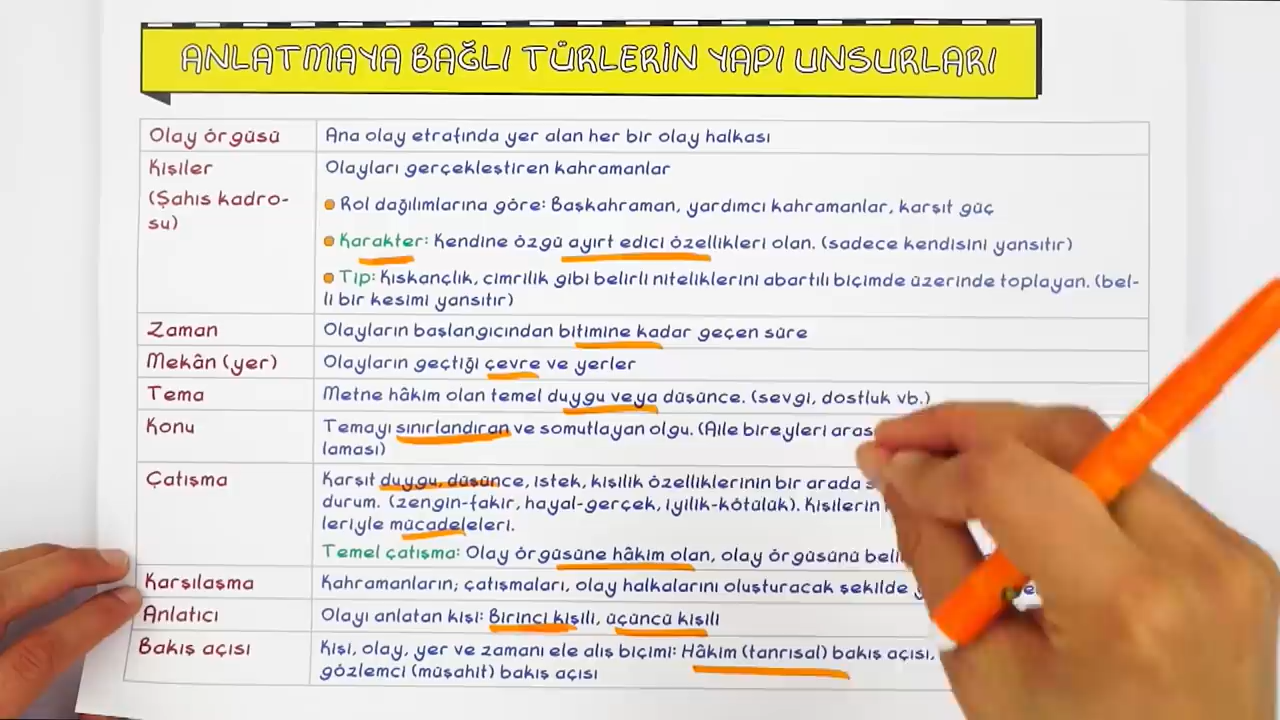 ANLATMAYA BAĞLI TÜRLERİN YAPI UNSURLARI
Olay örgüsü
Ana olay etrafında yer alan her bir olay halkası
Kişiler
(Şahıs kadro-
su)
Olayları gerçekleştiren kahramanlar
Rol dağılımlarına göre: Başkahraman, yardımcı kahramanlar, karşıt güç
Karakter: Kendine özgü ayırt edici özellikleri olan. (sadece kendisini yansıtır)
Tip: Kıskançlık, cimrilik gibi belirli niteliklerini abartılı biçimde üzerinde toplayan. (bel-
li bir kesimi yansıtır)
Zaman
Olayların başlangıcından bitimine kadar geçen süre
Mekân (yer)
Olayların geçtiği çevre ve yerler
Tema
Metne hâkim olan temel duygu veya düşünce. (sevgi, dostluk vb.)
Konu
Temayı sınırlandıran ve somutlayan olgu. (Aile bireyleri
laması)
Çatışma
Karşıt duygu, düşünce, istek, kişilik özelliklerinin bir arada
durum. (zengin-fakir, hayal-gerçek, iyilik-kötülük). Kişilerin
leriyle mücadeleleri.
Temel çatışma: Olay örgüsüne hâkim olan, olay örgüsünü
Karşılaşma
Kahramanların; çatışmaları, olay halkalarını oluşturacak şekilde
Anlatıcı
Olayı anlatan kişi: Birinci kişili, üçüncü kişili
Bakış açısı
Kişi, olay, yer ve zamanı ele alış biçimi: Hâkim (tanrısal) bakış açısı,
gözlemci (müşahit) bakış açısı